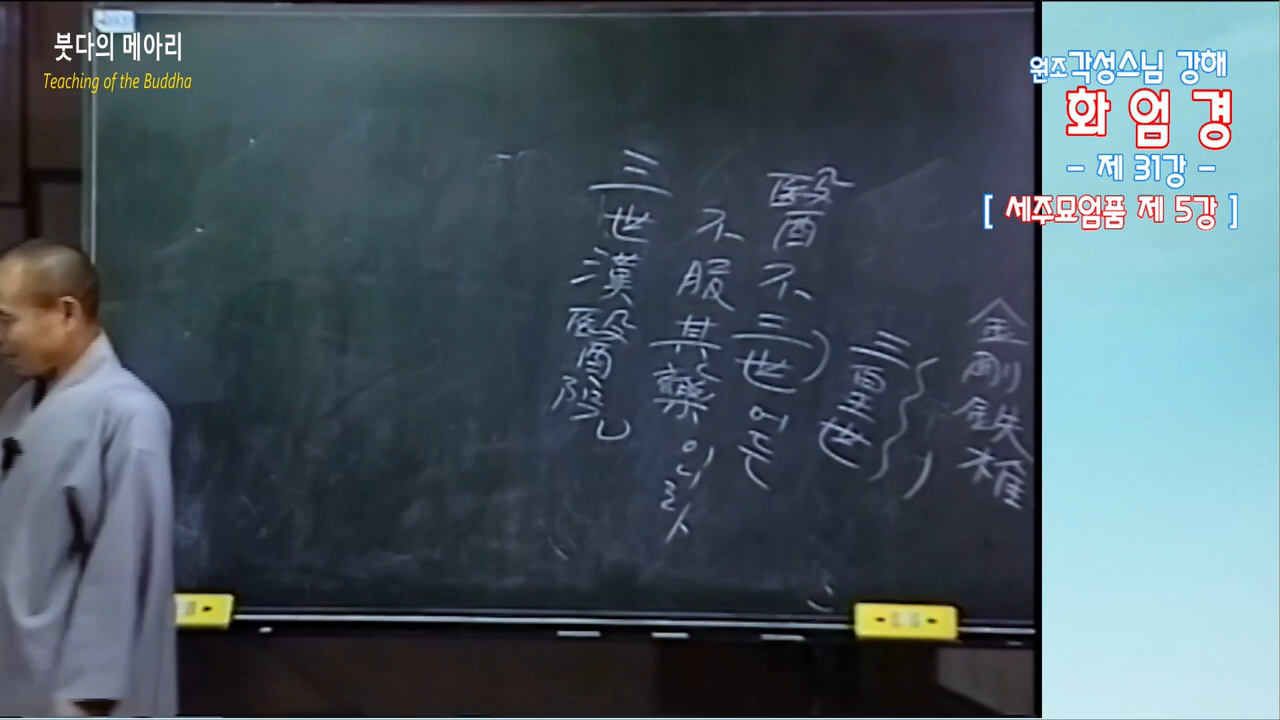 붓다의 메아리
Teaching of the Buddha
원조각성스님 강해
화엄경
- 제 31강 -
[ 세주묘엄품 제 5강 ]
金剛鉄椎
三聖世
醫不三世어든
不服其藥이니라
三世漢醫院